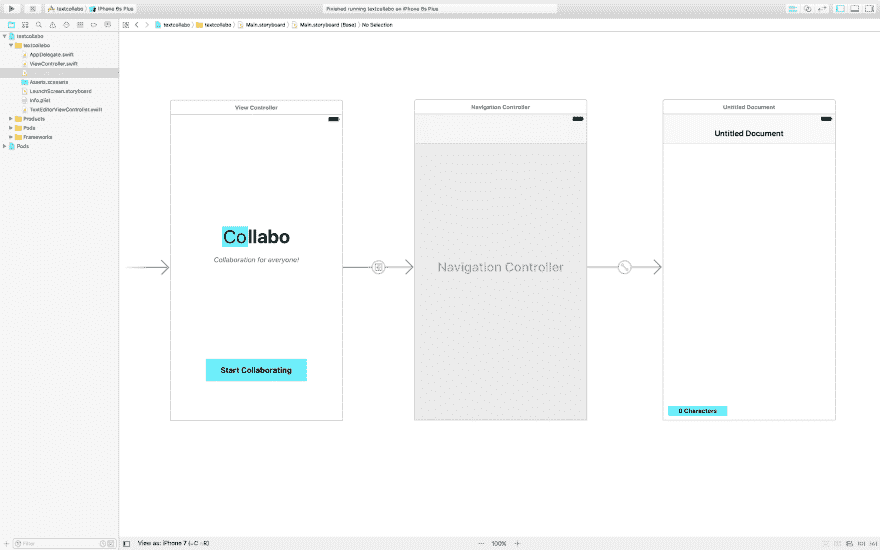 textcollabo iPhone 6s Plus
Finished running textcollabo on iPhone 6s Plus
textcollabo textcollabo Main.storyboard Main.storyboard (Base) No Selection
textcollabo
textcollabo
AppDelegate.swift
ViewController.swift
Assets.xcassets
LaunchScreen.storyboard
Info.plist
TextEditorViewController.swift
Products
Pods
Frameworks
Pods
View Controller
Collabo
Collaboration for everyone!
Start Collaborating
Navigation Controller
Navigation Controller
Untitled Document
Untitled Document
0 Characters
Filter
View as: iPhone 7 (wC hR)
100%